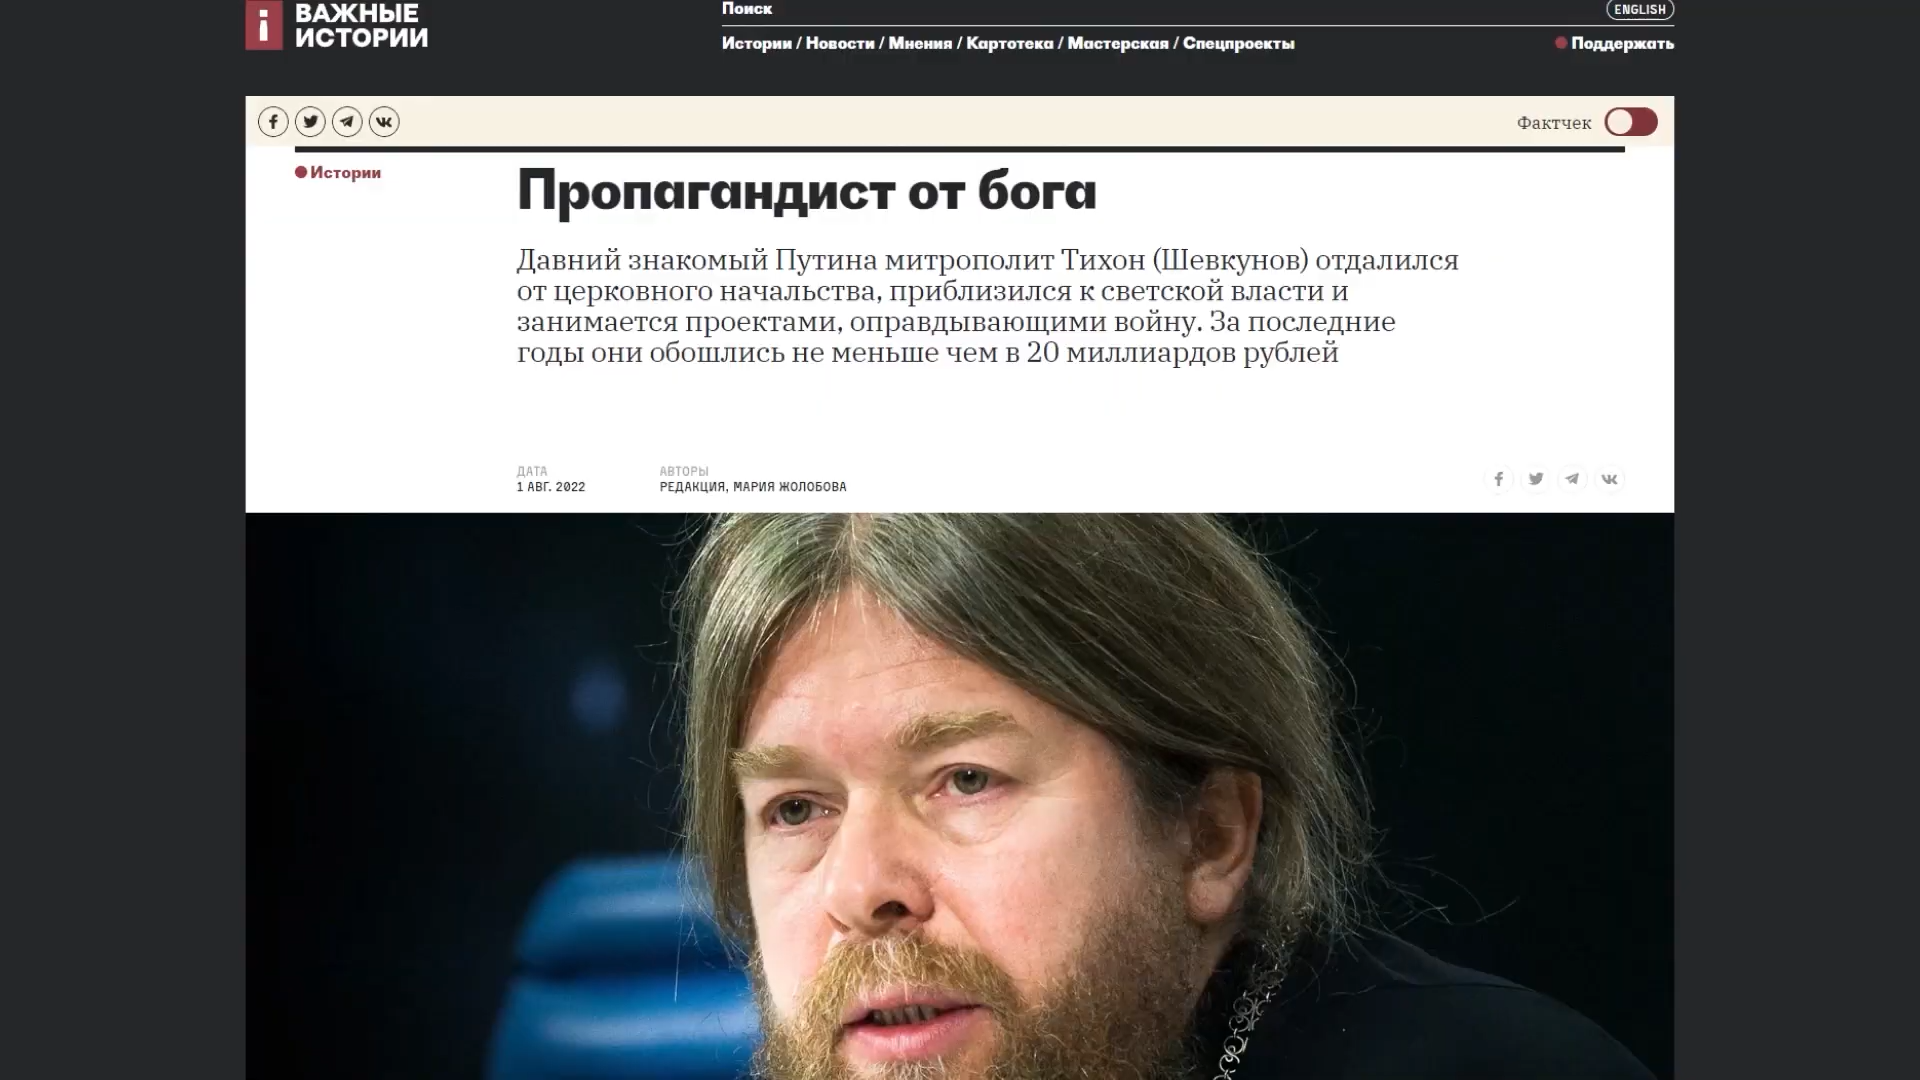 ВАЖНЫЕ
ИСТОРИИ
Поиск
ENGLISH
Истории / Новости / Мнения / Картотека / Мастерская / Спецпроекты
Поддержать
Фактчек
Истории
Пропагандист от бога
Давний знакомый Путина митрополит Тихон (Шевкунов) отдалился
от церковного начальства, приблизился к светской власти и
занимается проектами, оправдывающими войну. За последние
годы они обошлись не меньше чем в 20 миллиардов рублей
ДАТА
1 АВГ. 2022
АВТОРЫ
РЕДАКЦИЯ, МАРИЯ ЖОЛОБОВА